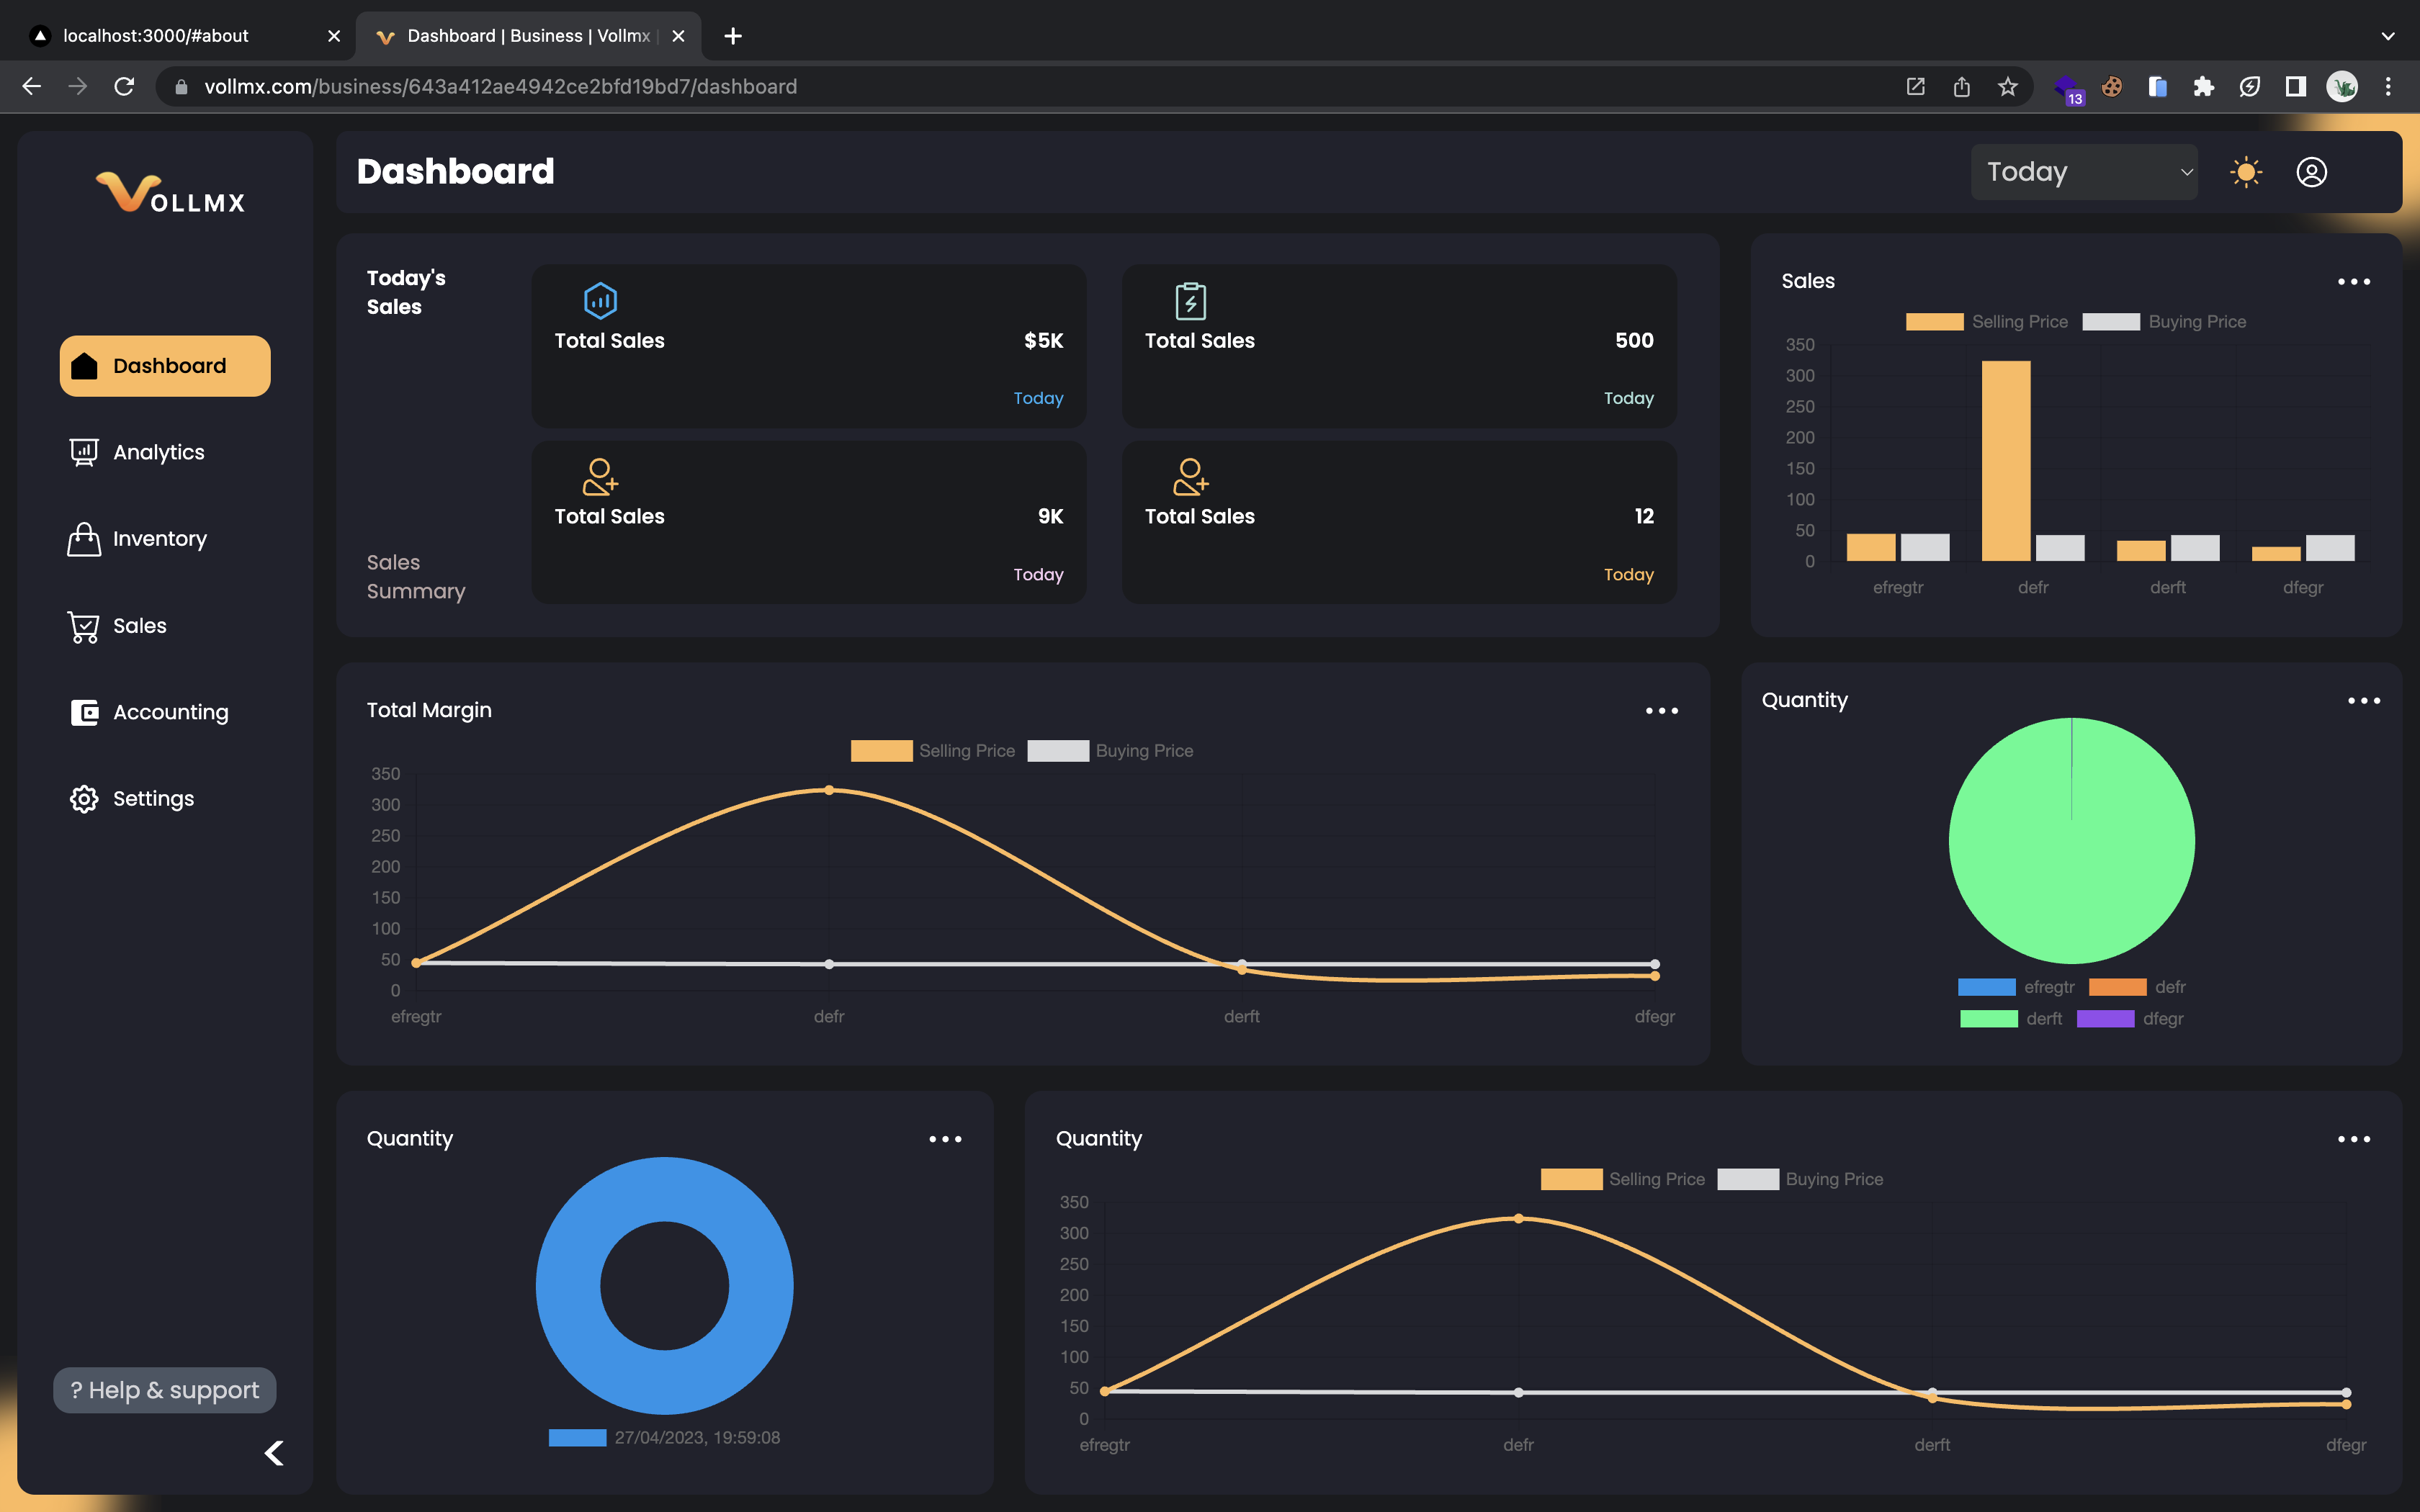 localhost:3000/#about
Dashboard | Business | Vollmx |
vollmx.com/business/643a412ae4942ce2bfd19bd7/dashboard
13
VOLLMX
Dashboard
Analytics
Inventory
Sales
Accounting
Settings
? Help & support
Dashboard
Today
Today's
Sales
Sales
Summary
Total Sales $5K
Today
Total Sales 500
Today
Total Sales 9K
Today
Total Sales 12
Today
Sales
Selling Price Buying Price
350
300
250
200
150
100
50
0
efregtr defr derft dfegr
Total Margin
Selling Price Buying Price
350
300
250
200
150
100
50
0
efregtr defr derft dfegr
Quantity
efregtr defr
derft dfegr
Quantity
27/04/2023, 19:59:08
Quantity
Selling Price Buying Price
350
300
250
200
150
100
50
0
efregtr defr derft dfegr